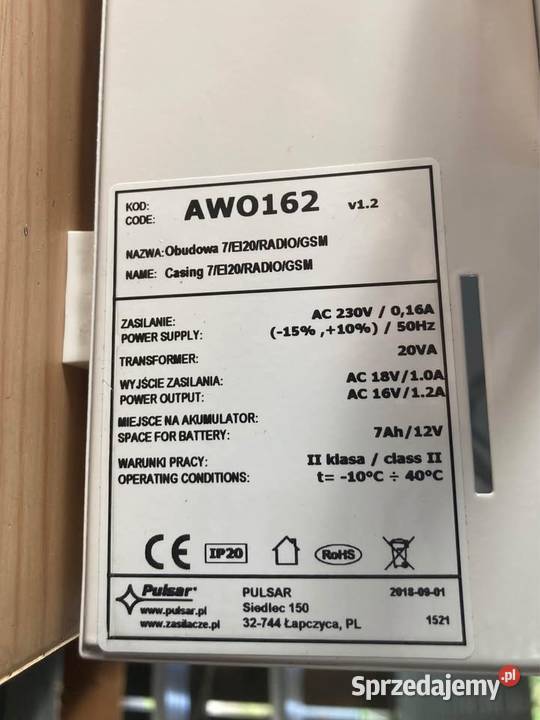 KOD:
CODE: AWO162 v1.2
NAZWA: Obudowa 7/EI20/RADIO/GSM
NAME: Casing 7/EI20/RADIO/GSM
ZASILANIE: AC 230V / 0,16A
POWER SUPPLY: (-15% ,+10%) / 50Hz
TRANSFORMER: 20VA
WYJŚCIE ZASILANIA: AC 18V/1.0A
POWER OUTPUT: AC 16V/1.2A
MIEJSCE NA AKUMULATOR:
SPACE FOR BATTERY: 7Ah/12V
WARUNKI PRACY: II klasa / class II
OPERATING CONDITIONS: t= -10°C ÷ 40°C
CE IP20 RoHS
Pulsar® PULSAR 2018-09-01
www.pulsar.pl Siedlec 150
www.zasilacze.pl 32-744 Łapczyca, PL 1521
Sprzedajemy.pl